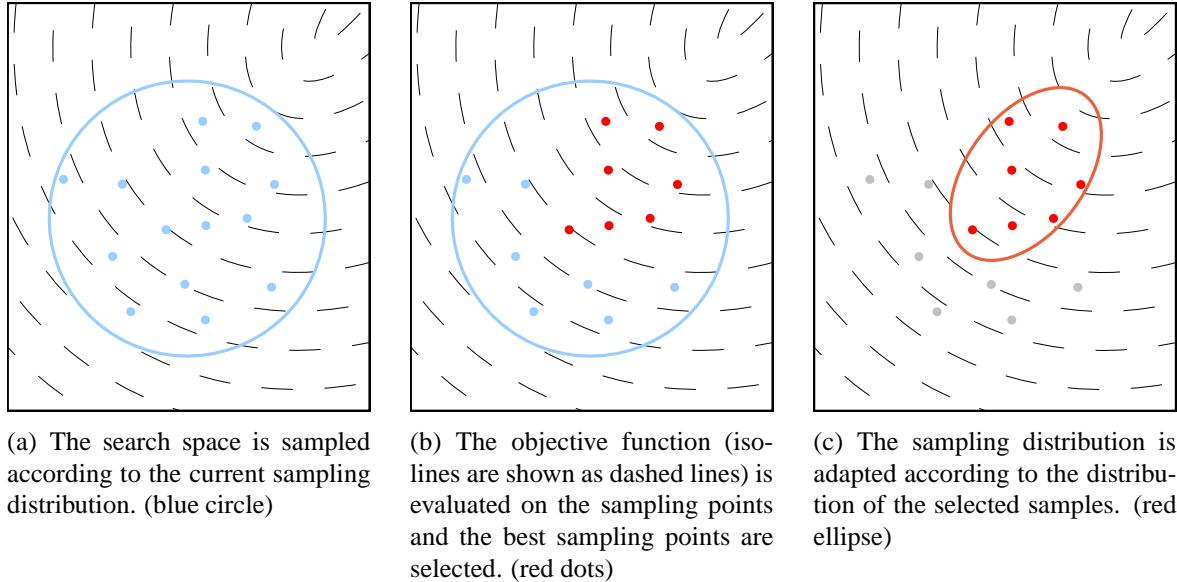 (a) The search space is sampled
according to the current sampling
distribution. (blue circle)
(b) The objective function (iso-
lines are shown as dashed lines) is
evaluated on the sampling points
and the best sampling points are
selected. (red dots)
(c) The sampling distribution is
adapted according to the distribu-
tion of the selected samples. (red
ellipse)